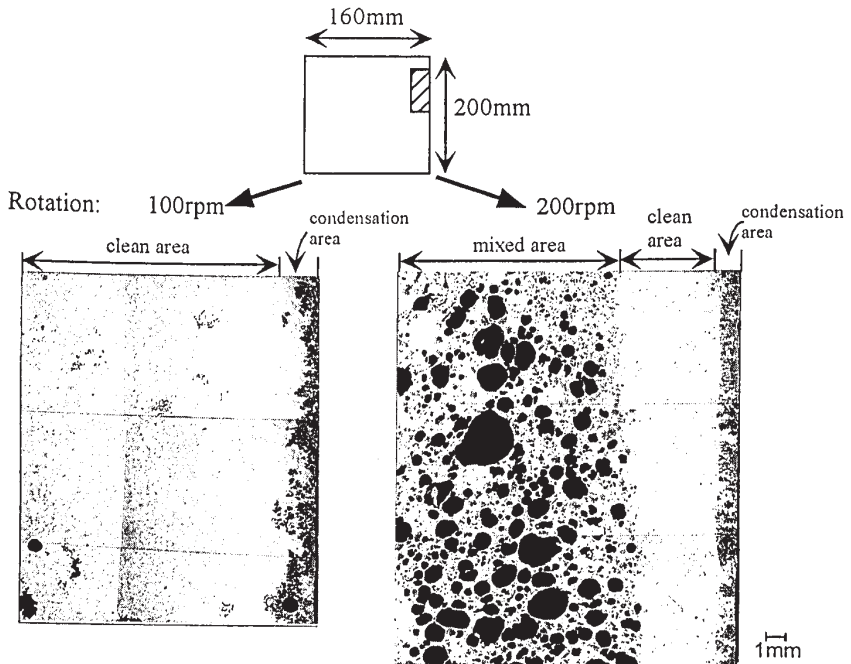 160mm
200mm
Rotation: 100rpm 200rpm
clean area
condensation
area
mixed area
clean
area
condensation
area
1mm